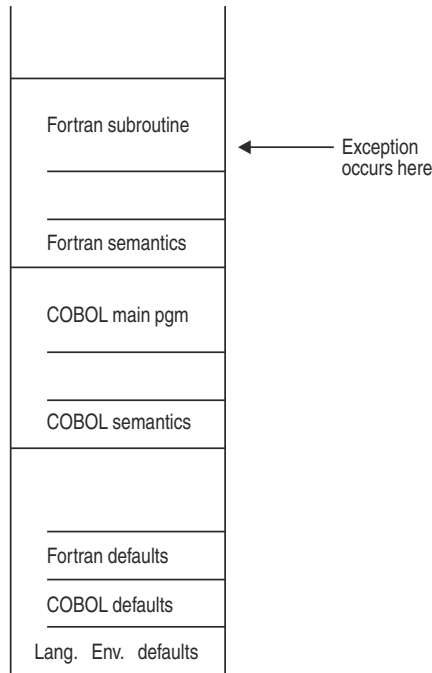 Fortran subroutine
Exception
occurs here
Fortran semantics
COBOL main pgm
COBOL semantics
Fortran defaults
COBOL defaults
Lang. Env. defaults